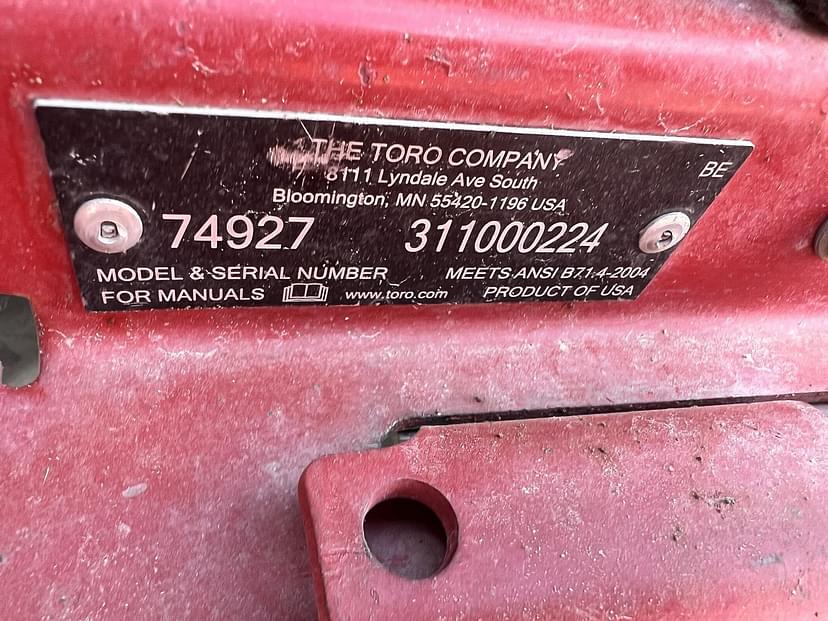 THE TORO COMPANY
8111 Lyndale Ave South
Bloomington, MN 55420-1196 USA
BE
74927 311000224
MODEL & SERIAL NUMBER MEETS ANSI B71.4-2004
FOR MANUALS www.toro.com PRODUCT OF USA